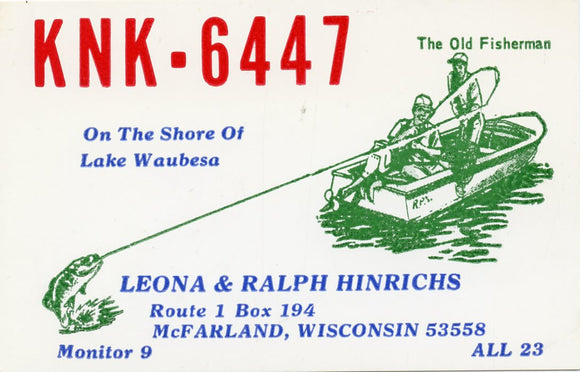 KNK-6447
The Old Fisherman
On The Shore Of
Lake Waubesa
LEONA & RALPH HINRICHS
Route 1 Box 194
McFARLAND, WISCONSIN 53558
Monitor 9
ALL 23